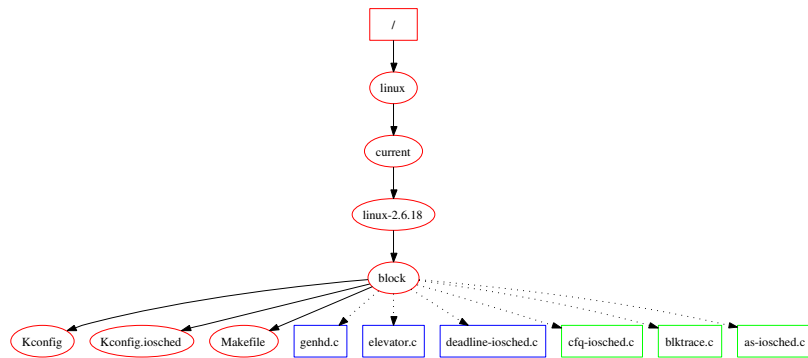 /
linux
current
linux-2.6.18
block
Kconfig
Kconfig.iosched
Makefile
genhd.c
elevator.c
deadline-iosched.c
cfq-iosched.c
blktrace.c
as-iosched.c